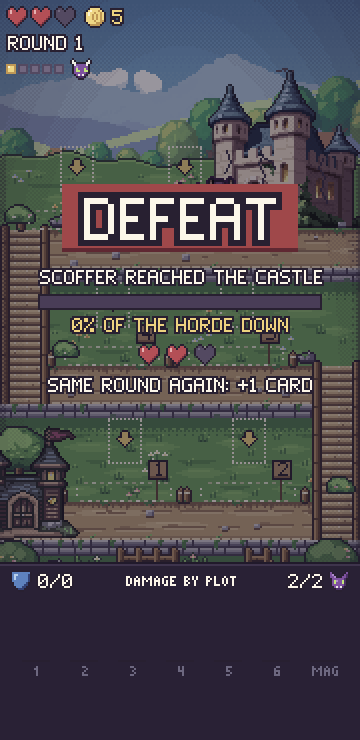 5
ROUND 1
DEFEAT
SCOFFER REACHED THE CASTLE
0% OF THE HORDE DOWN
SAME ROUND AGAIN: +1 CARD
1 2
0/0 DAMAGE BY PLOT 2/2
1 2 3 4 5 6 MAG